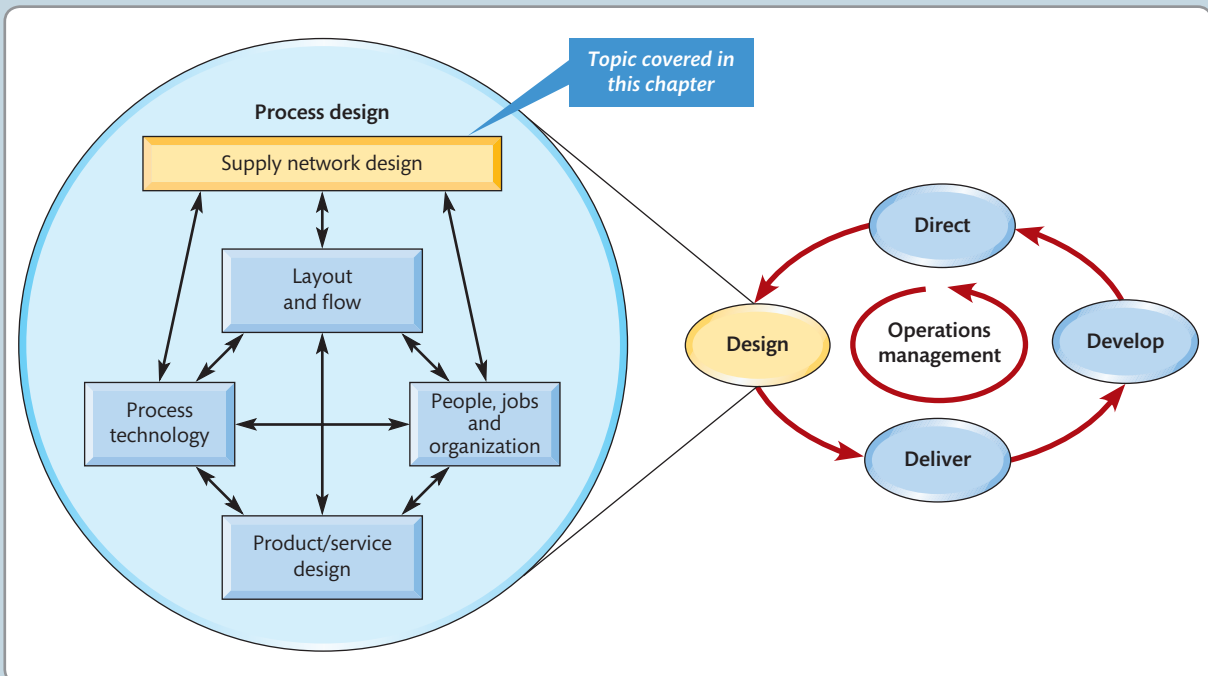 Topic covered in
this chapter
Process design
Supply network design
Layout
and flow
Process
technology
People, jobs
and
organization
Product/service
design
Direct
Design
Operations
management
Develop
Deliver